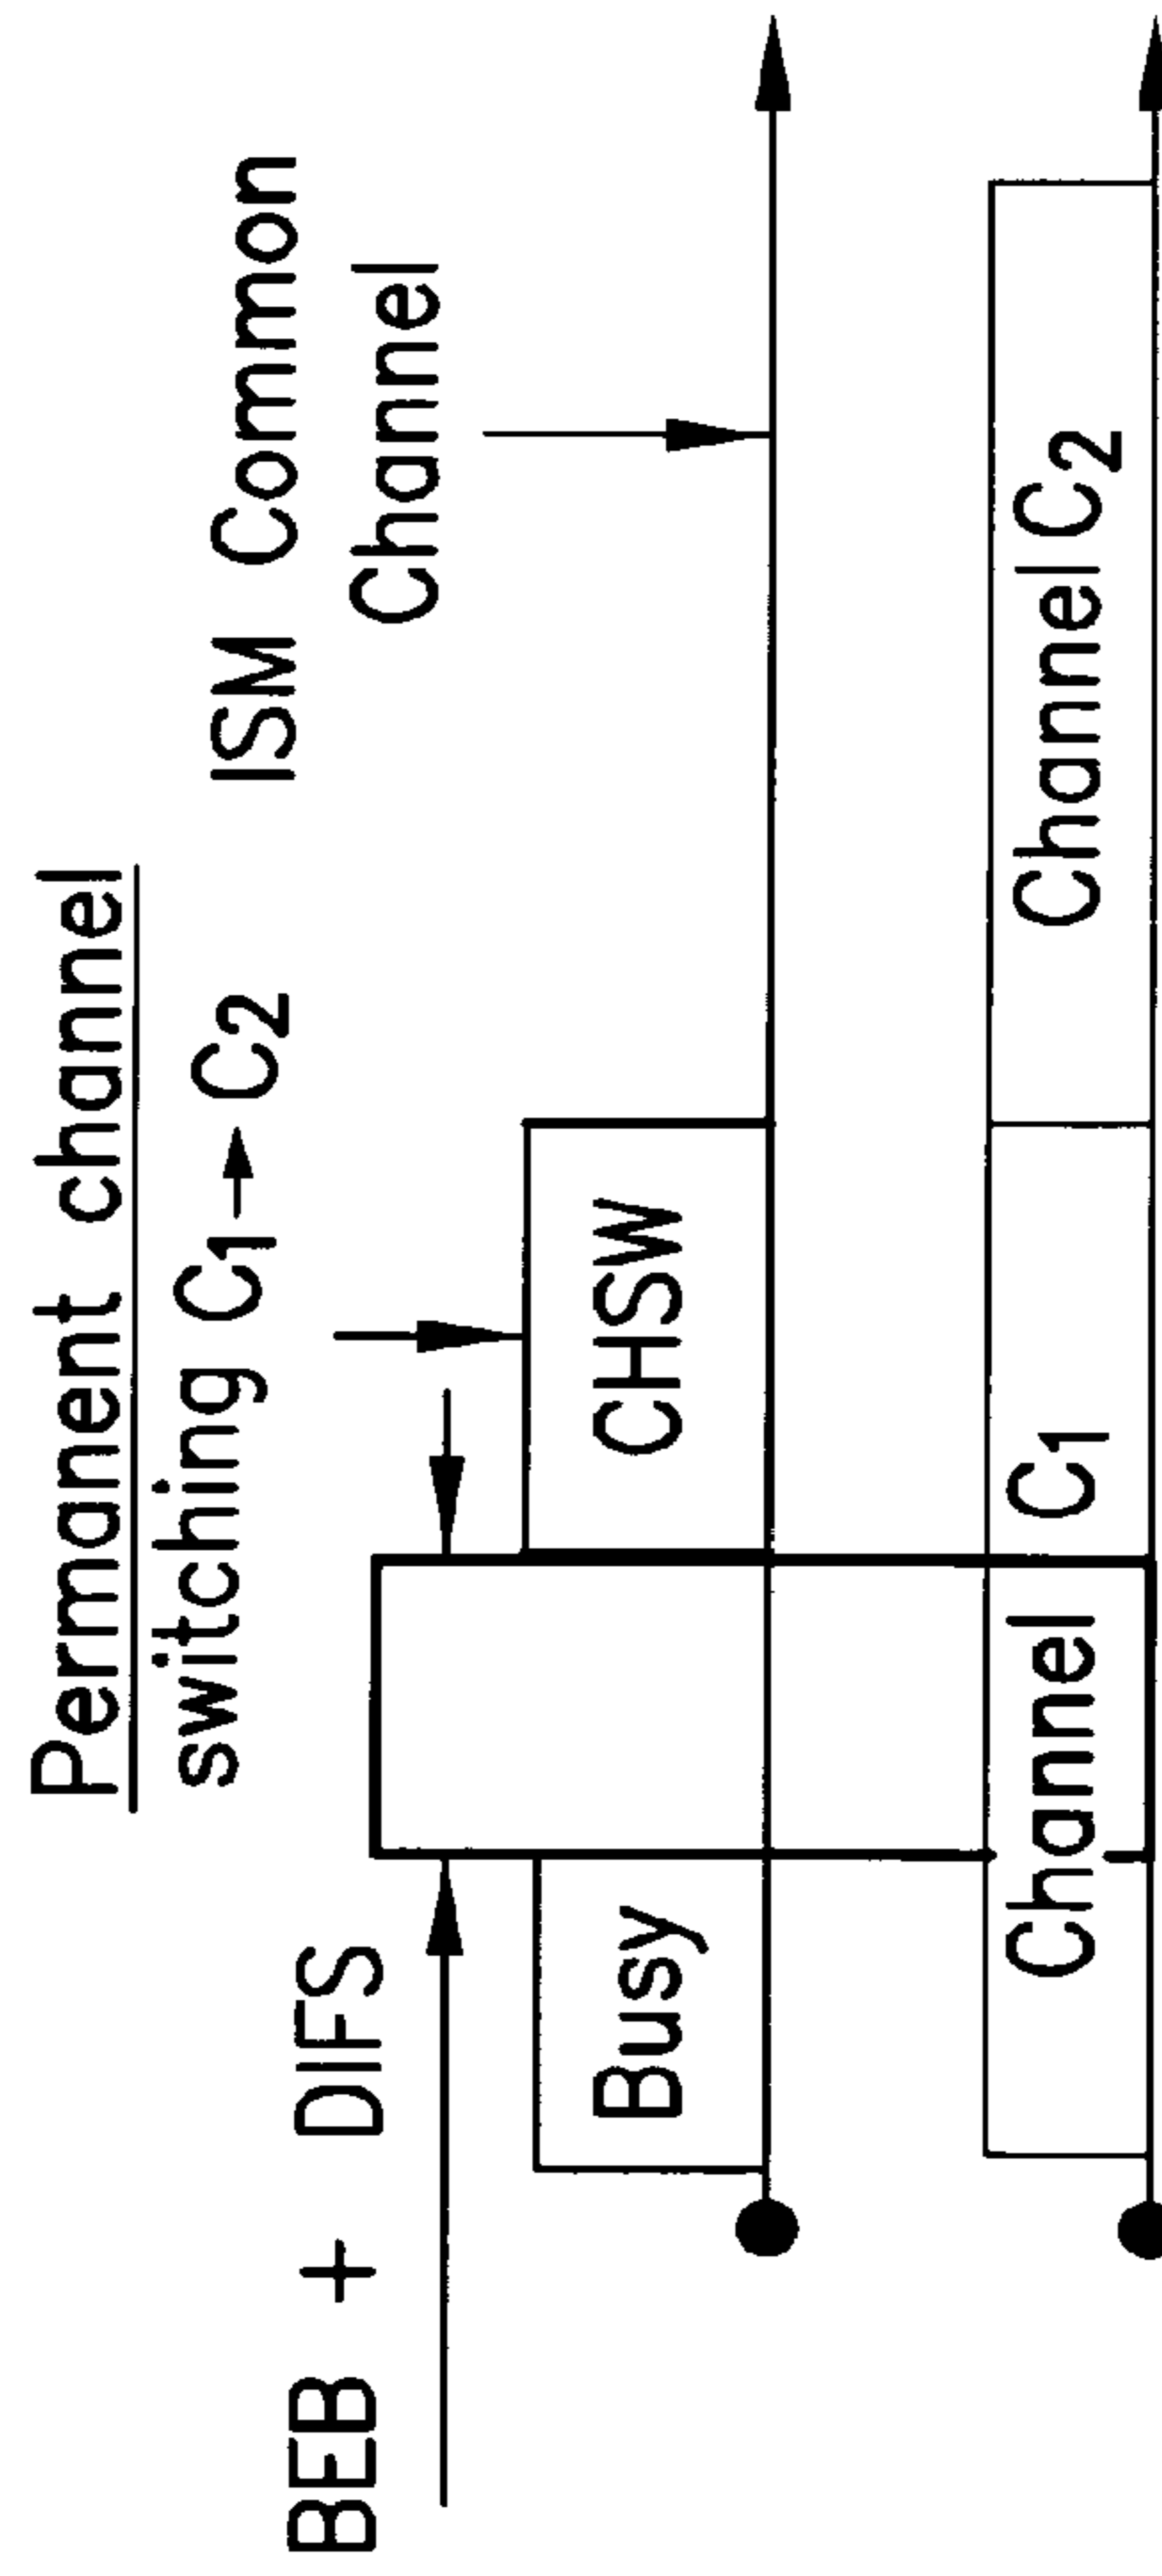 Permanent channel
switching C₁→C₂
ISM Common
Channel
BEB + DIFS
Busy
CHSW
Channel C₁
Channel C₂